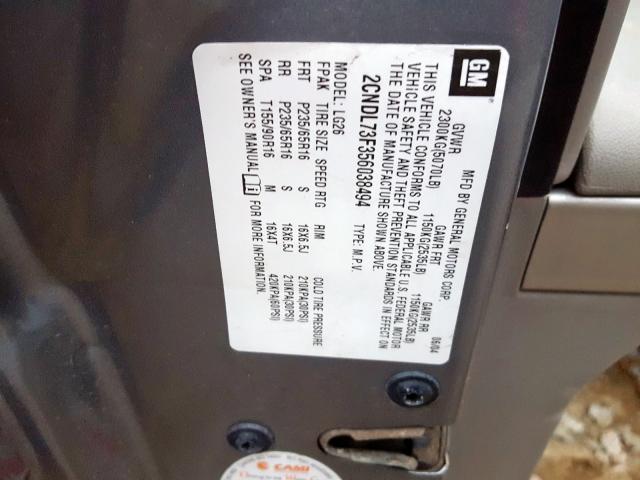 GM
MFD BY GENERAL MOTORS CORP. 06/04
GVWR GAWR FRT GAWR RR
2300KG(5070LB) 1150KG(2535LB) 1150KG(2535LB)
THIS VEHICLE CONFORMS TO ALL APPLICABLE U.S. FEDERAL MOTOR
VEHICLE SAFETY AND THEFT PREVENTION STANDARDS IN EFFECT ON
THE DATE OF MANUFACTURE SHOWN ABOVE.
2CNDL73F356038494 TYPE: M.P.V.
MODEL: LG26
FPAK TIRE SIZE SPEED RTG RIM COLD TIRE PRESSURE
FRT P235/65R16 S 16X6.5J 210KPA(30PSI)
RR P235/65R16 S 16X6.5J 210KPA(30PSI)
SPA T155/90R16 M 16X4T 420KPA(60PSI)
SEE OWNER'S MANUAL FOR MORE INFORMATION.
CAMI